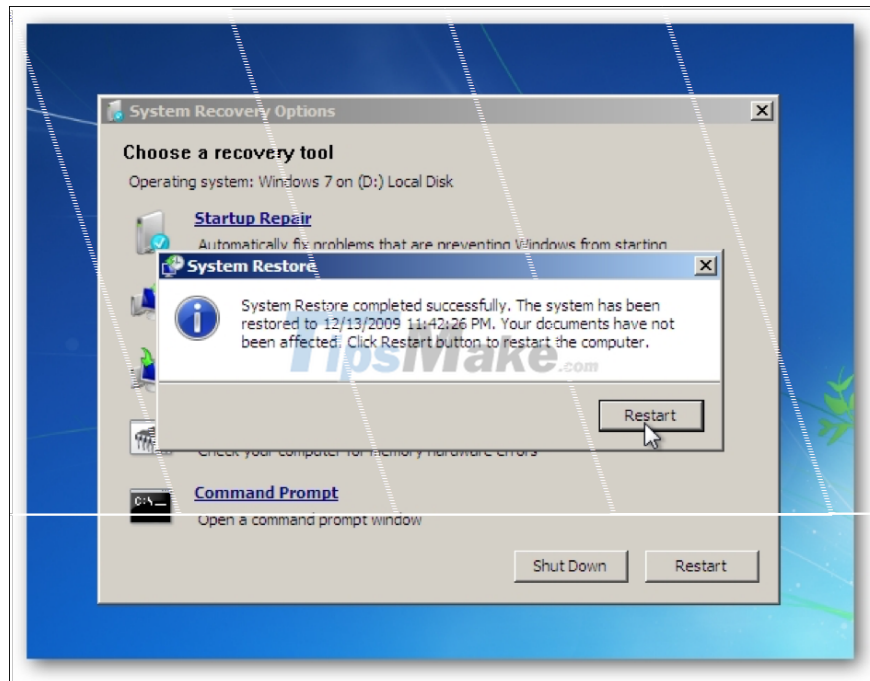 System Recovery Options
Choose a recovery tool
Operating system: Windows 7 on (D:) Local Disk
Startup Repair
Automatically fix problems that are preventing Windows from starting
System Restore
System Restore completed successfully. The system has been
restored to 12/13/2009 11:42:26 PM. Your documents have not
been affected. Click Restart button to restart the computer.
TipsMake.com
Restart
Check your computer for memory hardware errors
C:\_
Command Prompt
Open a command prompt window
Shut Down
Restart